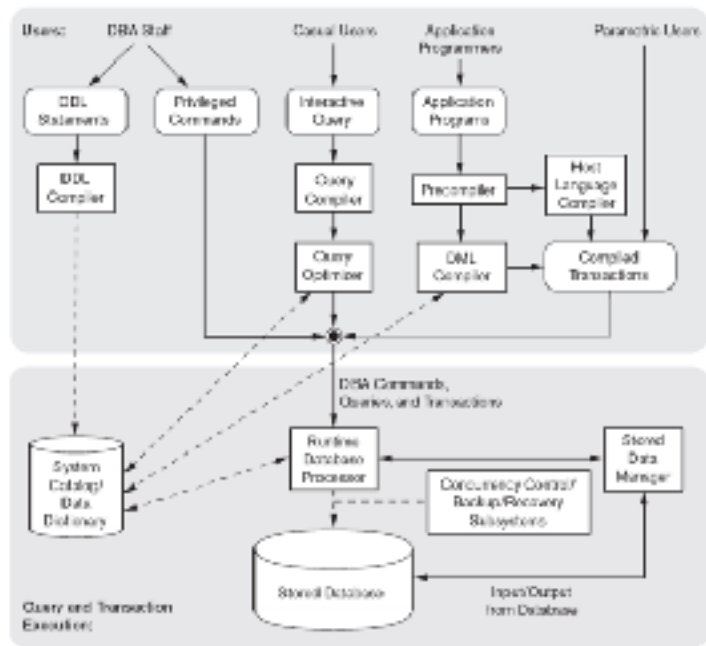 Users:
DBA Staff
Casual Users
Application
Programmers
Parametric Users
DDL
Statements
Privileged
Commands
Interactive
Query
Application
Programs
DDL
Compiler
Query
Compiler
Precompiler
Host
Language
Compiler
Query
Optimizer
DML
Compiler
Compiled
Transactions
DBA Commands,
Queries, and Transactions
System
Catalog/
Data
Dictionary
Runtime
Database
Processor
Stored
Data
Manager
Concurrency Control/
Backup/Recovery
Subsystems
Stored Database
Input/Output
from Database
Query and Transaction
Execution: